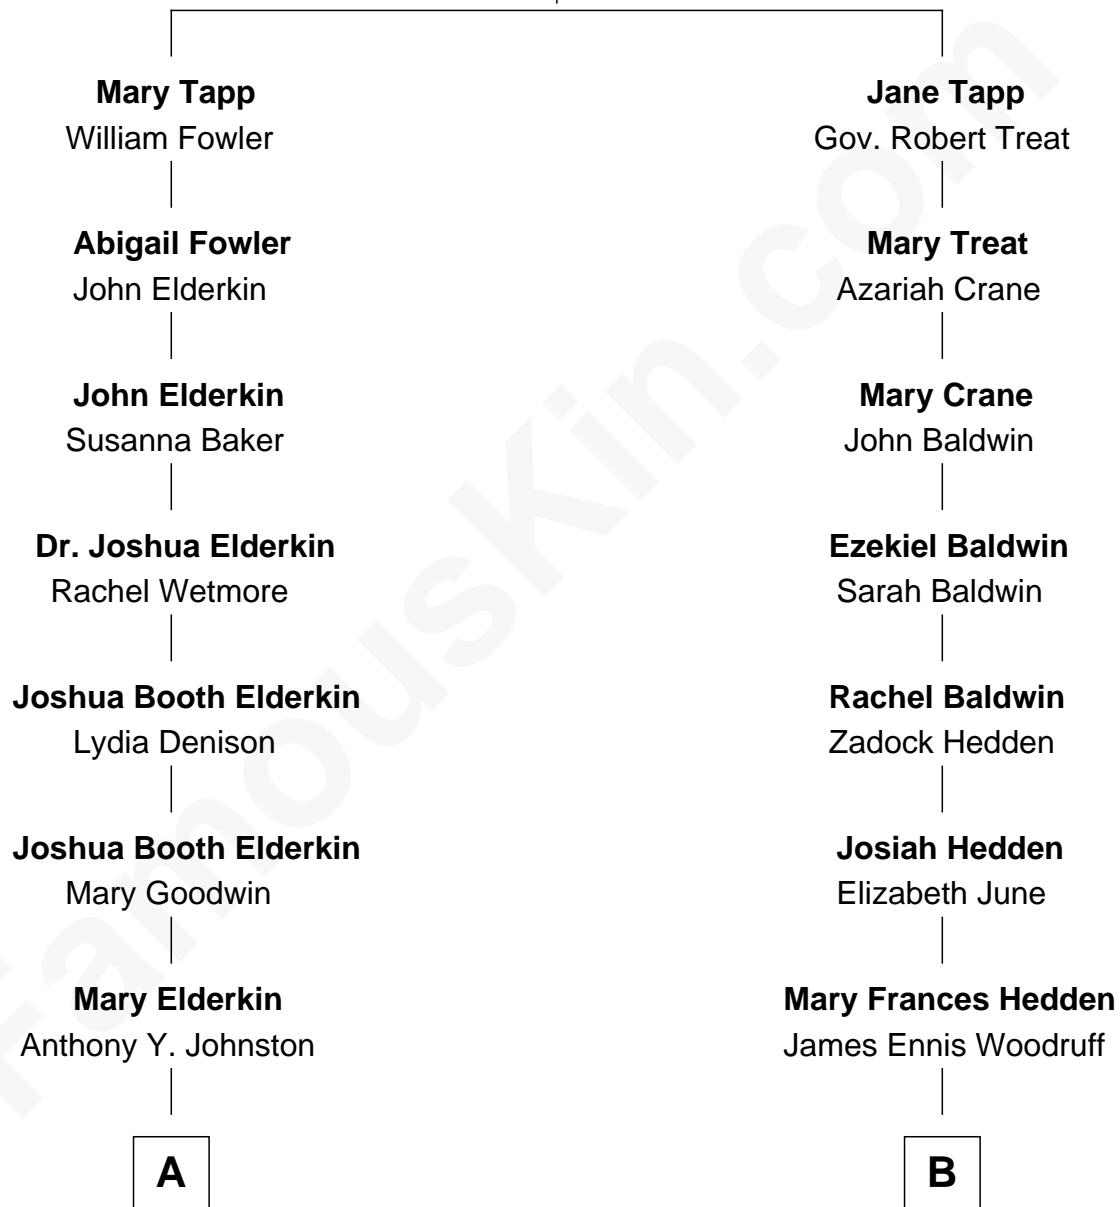 Mary Tapp
William Fowler
Abigail Fowler
John Elderkin
John Elderkin
Susanna Baker
Dr. Joshua Elderkin
Rachel Wetmore
Joshua Booth Elderkin
Lydia Denison
Joshua Booth Elderkin
Mary Goodwin
Mary Elderkin
Anthony Y. Johnston
A
Jane Tapp
Gov. Robert Treat
Mary Treat
Azariah Crane
Mary Crane
John Baldwin
Ezekiel Baldwin
Sarah Baldwin
Rachel Baldwin
Zadock Hedden
Josiah Hedden
Elizabeth June
Mary Frances Hedden
James Ennis Woodruff
B
FamousKin.com